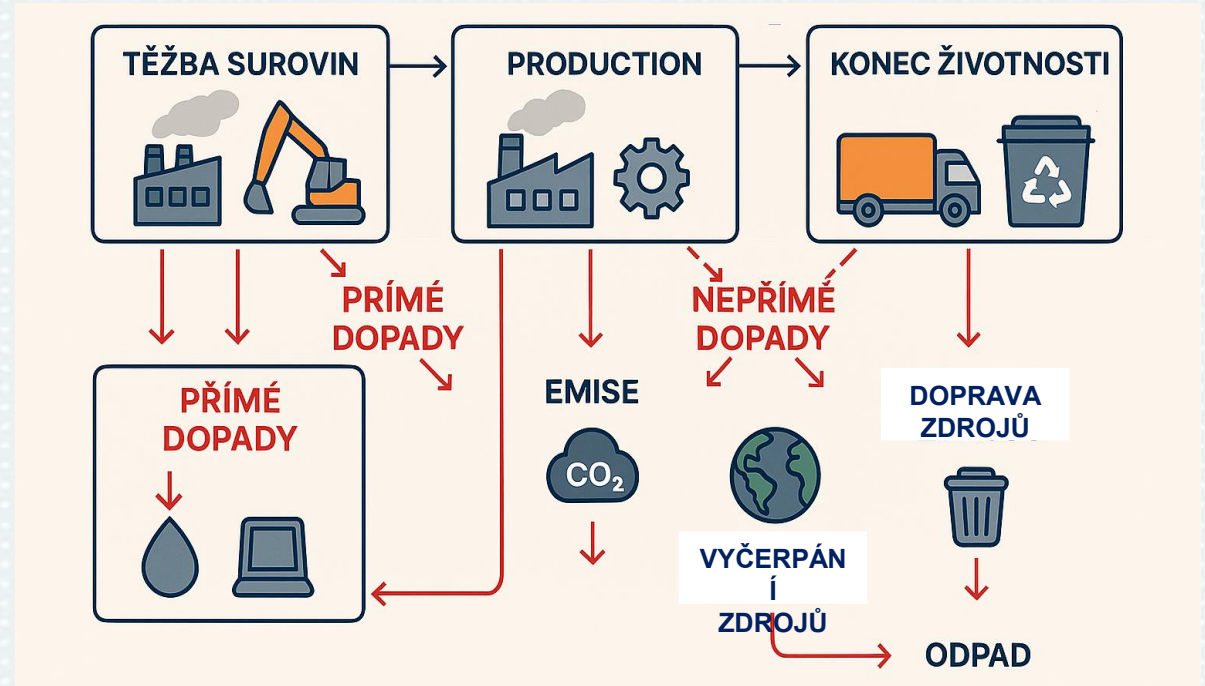 TĚŽBA SUROVIN
PRODUCTION
KONEC ŽIVOTNOSTI
PRÍMÉ
DOPADY
NEPŘÍMÉ
DOPADY
PŘÍMÉ
DOPADY
EMISE
CO₂
DOPRAVA
ZDROJŮ
VYČERPÁN
Í
ZDROJŮ
ODPAD